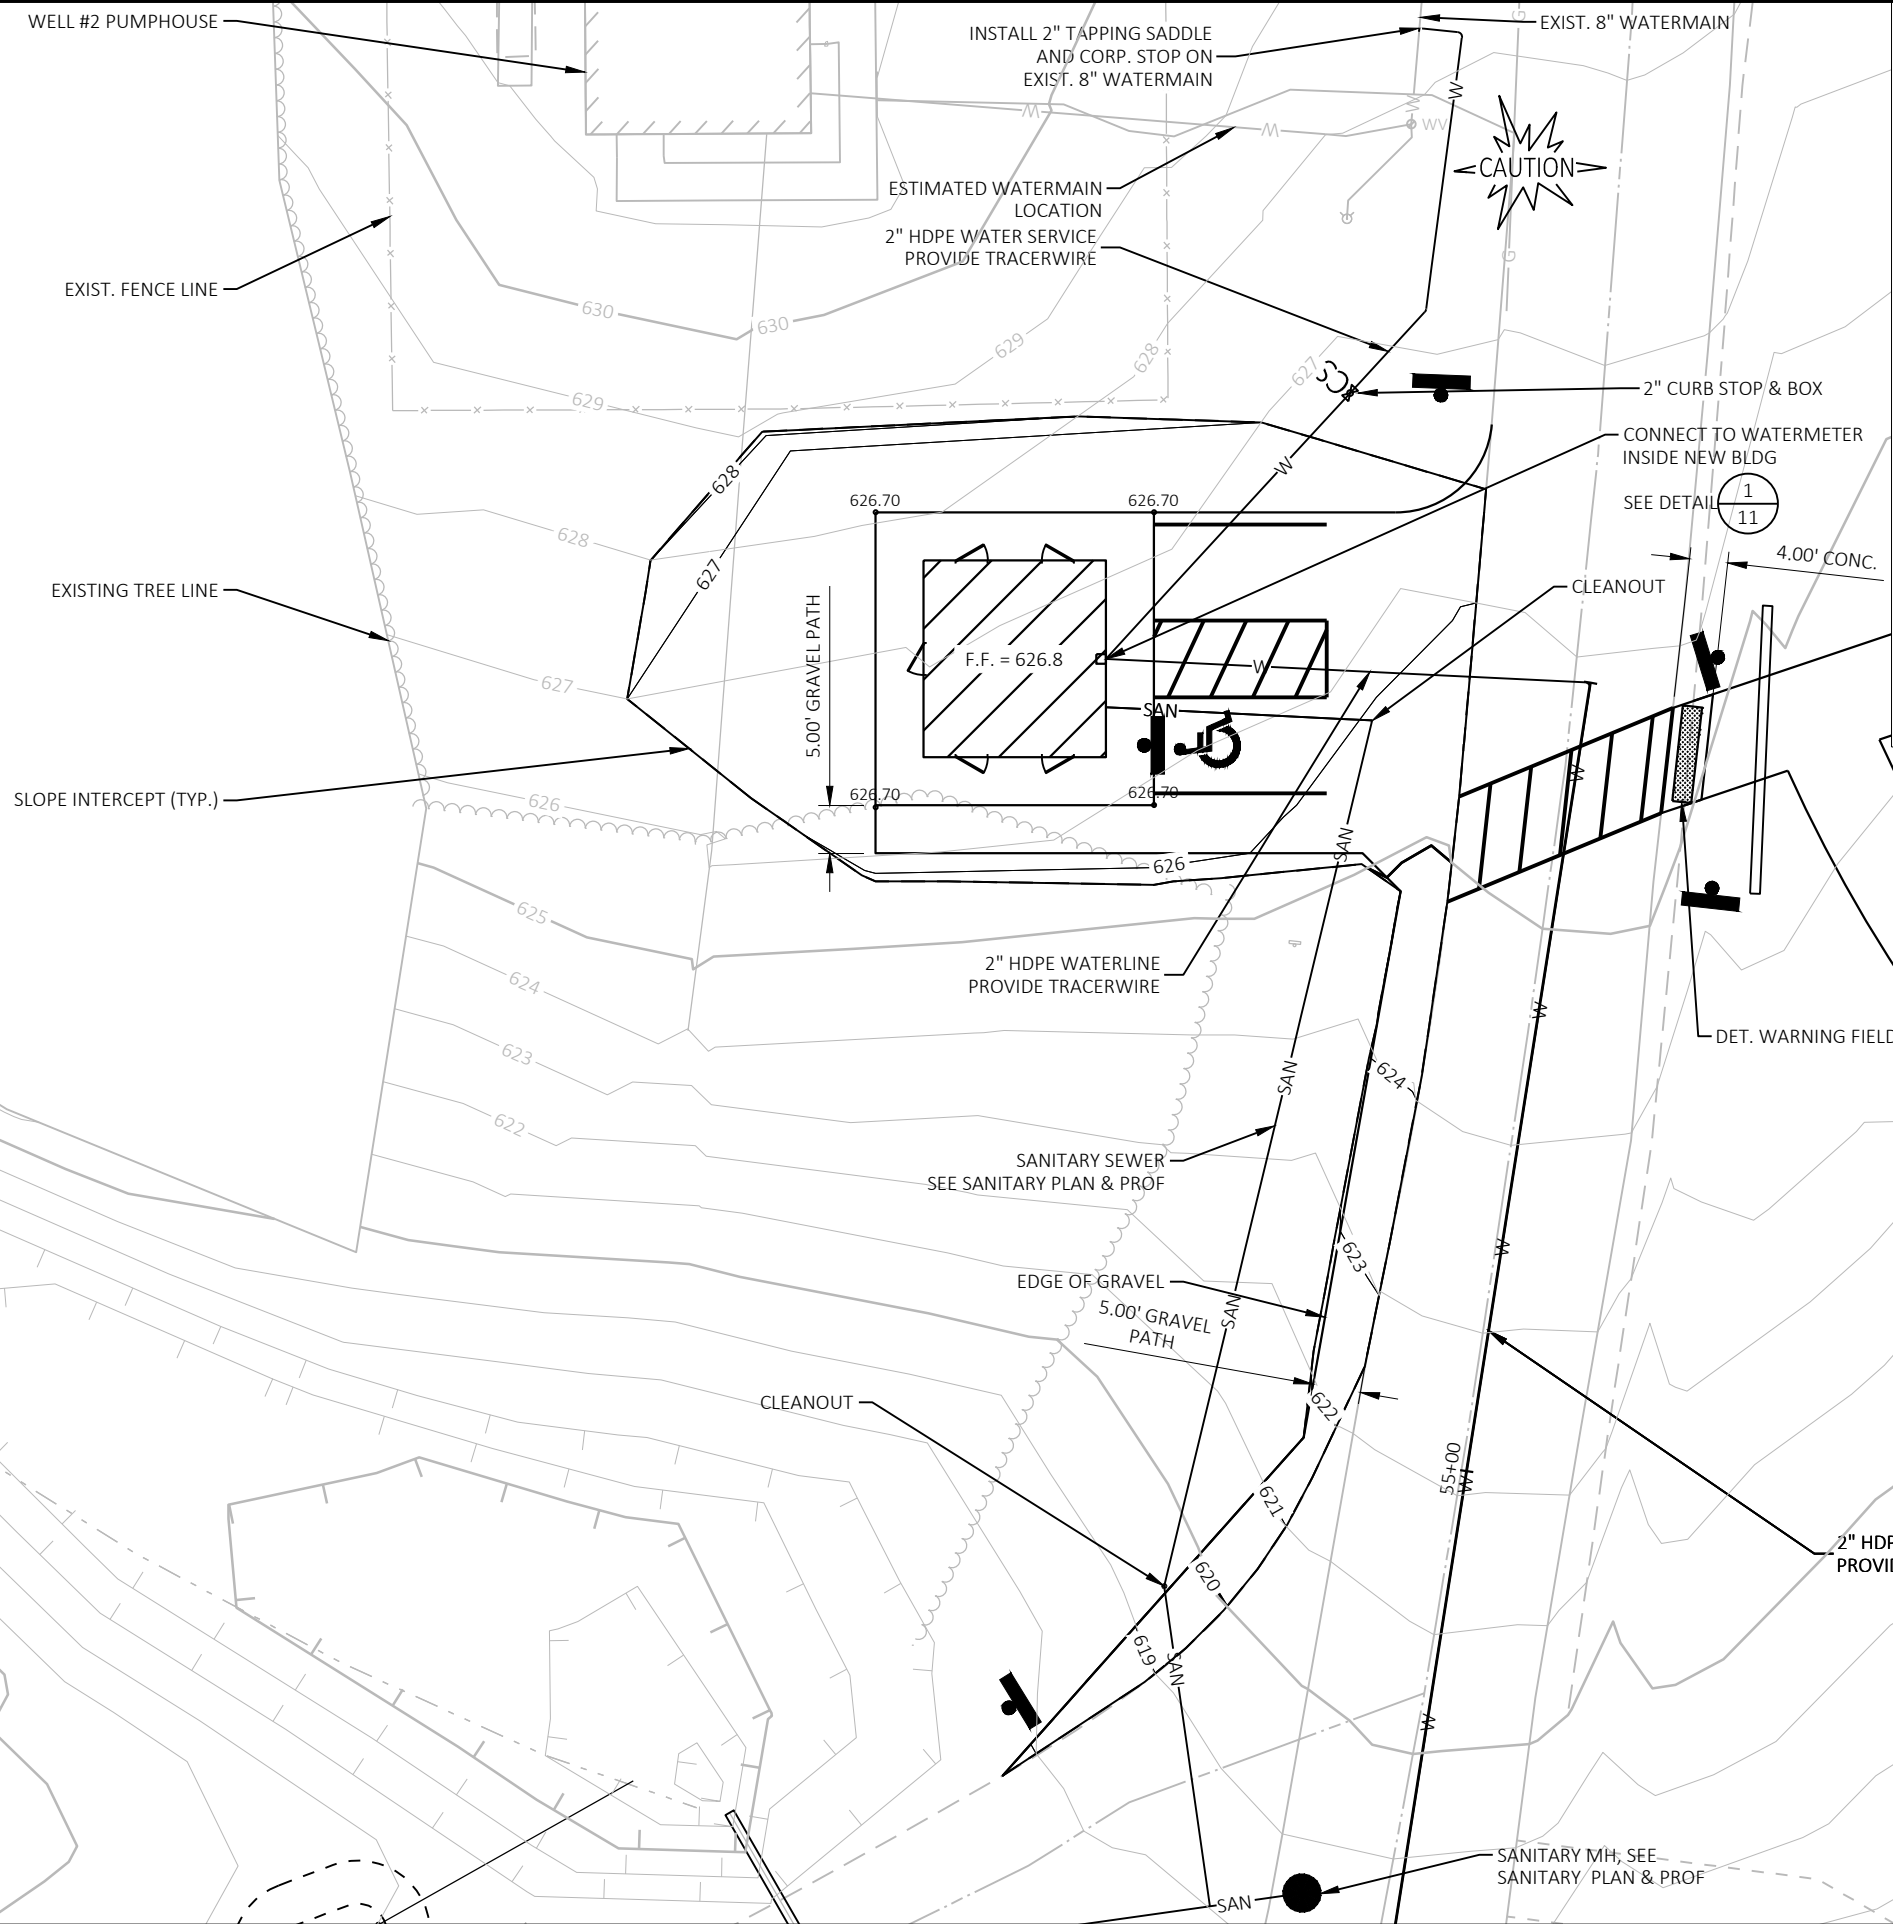 WELL #2 PUMPHOUSE
INSTALL 2" TAPPING SADDLE
AND CORP. STOP ON
EXIST. 8" WATERMAIN
EXIST. 8" WATERMAIN
G
W
W
W
W
WV
CAUTION
ESTIMATED WATERMAIN
LOCATION
2" HDPE WATER SERVICE
PROVIDE TRACERWIRE
G
EXIST. FENCE LINE
630
630
629
628
627
629
CS
2" CURB STOP & BOX
CONNECT TO WATERMETER
INSIDE NEW BLDG
SEE DETAIL
1
11
W
628
626.70
626.70
628
627
4.00' CONC.
EXISTING TREE LINE
CLEANOUT
5.00' GRAVEL PATH
F.F. = 626.8
W
627
SAN
SLOPE INTERCEPT (TYP.)
626
626.70
626.70
W
SAN
626
625
2" HDPE WATERLINE
PROVIDE TRACERWIRE
624
W
DET. WARNING FIELD
623
SAN
624
622
SANITARY SEWER
SEE SANITARY PLAN & PROF
W
623
EDGE OF GRAVEL
5.00' GRAVEL
PATH
SAN
CLEANOUT
622
55+00
W
621
2" HDP
PROVID
620
619
SAN
W
SANITARY MH, SEE
SANITARY PLAN & PROF
SAN